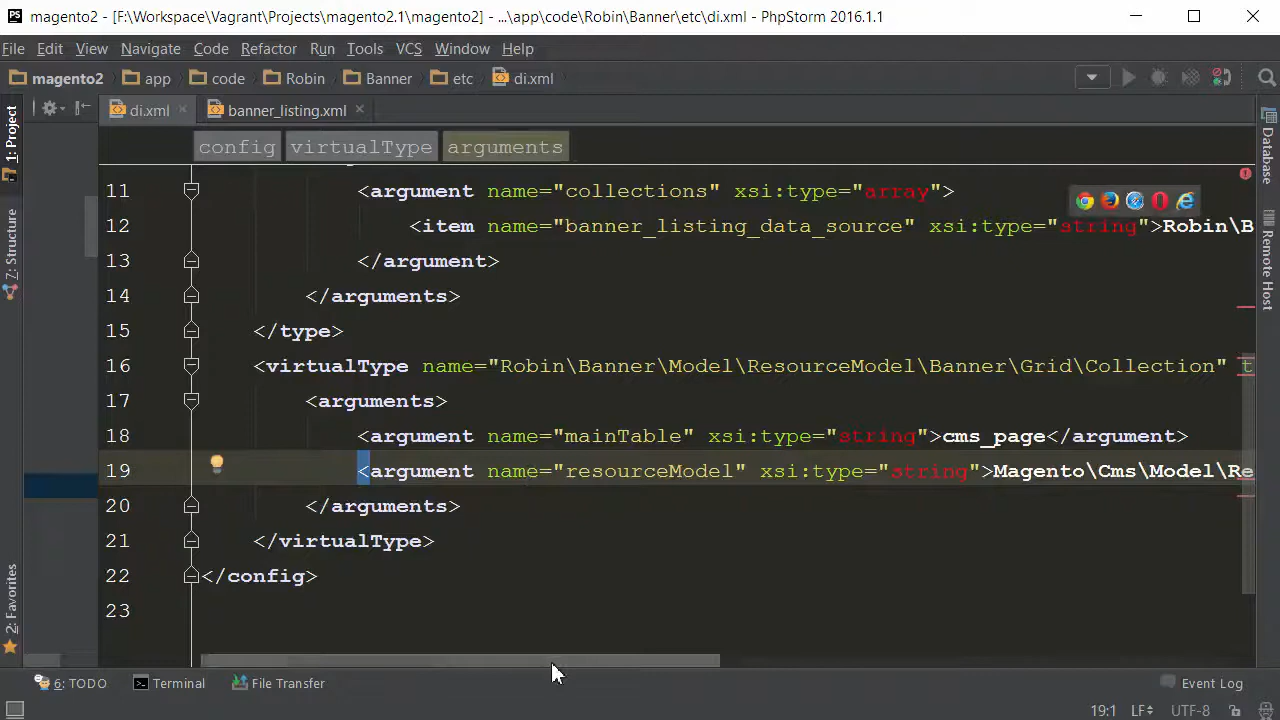 magento2 - [F:\Workspace\Vagrant\Projects\magento2.1\magento2] - ...\app\code\Robin\Banner\etc\di.xml - PhpStorm 2016.1.1
File Edit View Navigate Code Refactor Run Tools VCS Window Help
magento2 app code Robin Banner etc di.xml
di.xml banner_listing.xml
config virtualType arguments
11 <argument name="collections" xsi:type="array">
12 <item name="banner_listing_data_source" xsi:type="string">Robin\B
13 </argument>
14 </arguments>
15 </type>
16 <virtualType name="Robin\Banner\Model\ResourceModel\Banner\Grid\Collection" t
17 <arguments>
18 <argument name="mainTable" xsi:type="string">cms_page</argument>
19 <argument name="resourceModel" xsi:type="string">Magento\Cms\Model\Re
20 </arguments>
21 </virtualType>
22 </config>
23
1: Project
7: Structure
2: Favorites
Database
Remote Host
6: TODO Terminal File Transfer Event Log
19:1 LF UTF-8